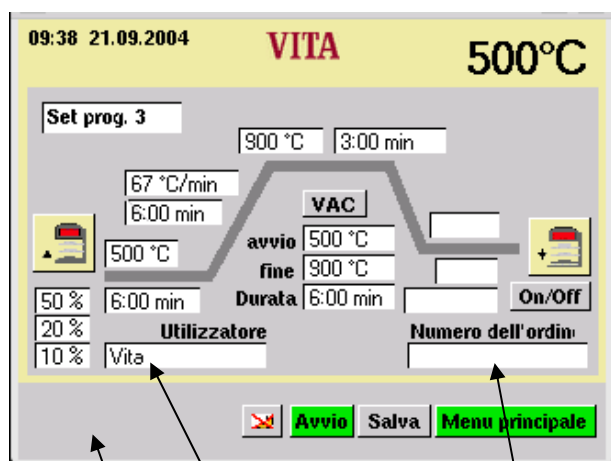 09:38 21.09.2004
VITA
500°C
Set prog. 3
900 °C 3:00 min
67 °C/min
6:00 min
VAC
500 °C
avvio 500 °C
fine 900 °C
50 % 6:00 min Durata 6:00 min On/Off
20 % Utilizzatore Numero dell'ordin
10 % Vita
Avvio Salva Menu principale